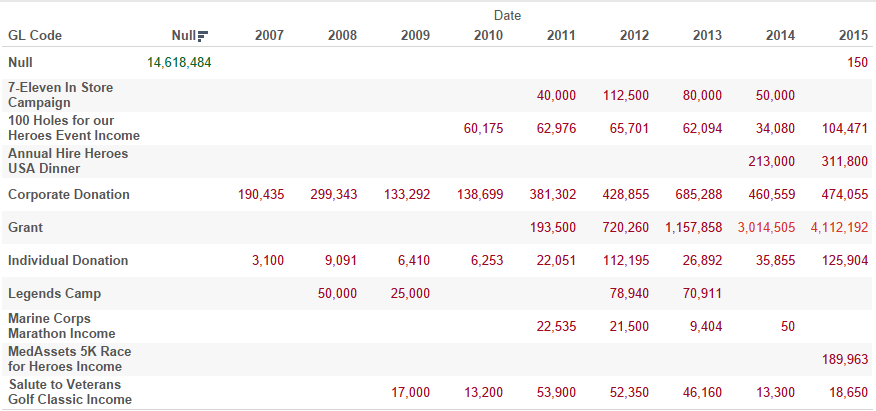 Date
GL Code Null 2007 2008 2009 2010 2011 2012 2013 2014 2015
Null 14,618,484 150
7-Eleven In Store
Campaign 40,000 112,500 80,000 50,000
100 Holes for our
Heroes Event Income 60,175 62,976 65,701 62,094 34,080 104,471
Annual Hire Heroes
USA Dinner 213,000 311,800
Corporate Donation 190,435 299,343 133,292 138,699 381,302 428,855 685,288 460,559 474,055
Grant 193,500 720,260 1,157,858 3,014,505 4,112,192
Individual Donation 3,100 9,091 6,410 6,253 22,051 112,195 26,892 35,855 125,904
Legends Camp 50,000 25,000 78,940 70,911
Marine Corps
Marathon Income 22,535 21,500 9,404 50
MedAssets 5K Race
for Heroes Income 189,963
Salute to Veterans
Golf Classic Income 17,000 13,200 53,900 52,350 46,160 13,300 18,650